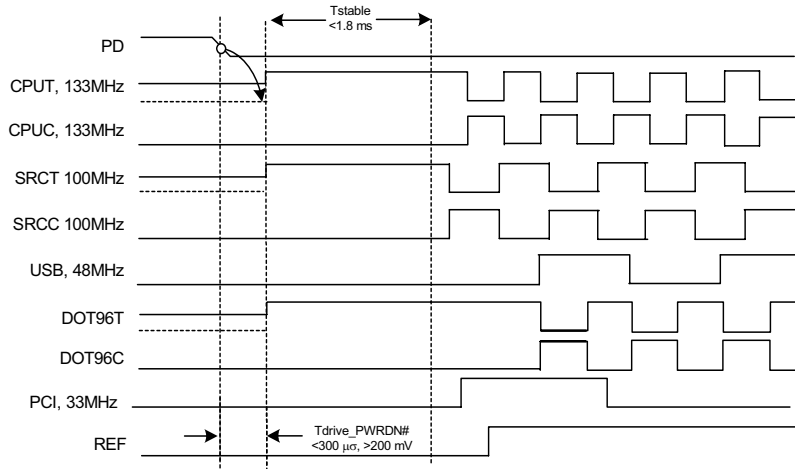 Tstable
<1.8 ms
PD
CPUT, 133MHz
CPUC, 133MHz
SRCT 100MHz
SRCC 100MHz
USB, 48MHz
DOT96T
DOT96C
PCI, 33MHz
Tdrive_PWRDN#
<300 μσ, >200 mV
REF